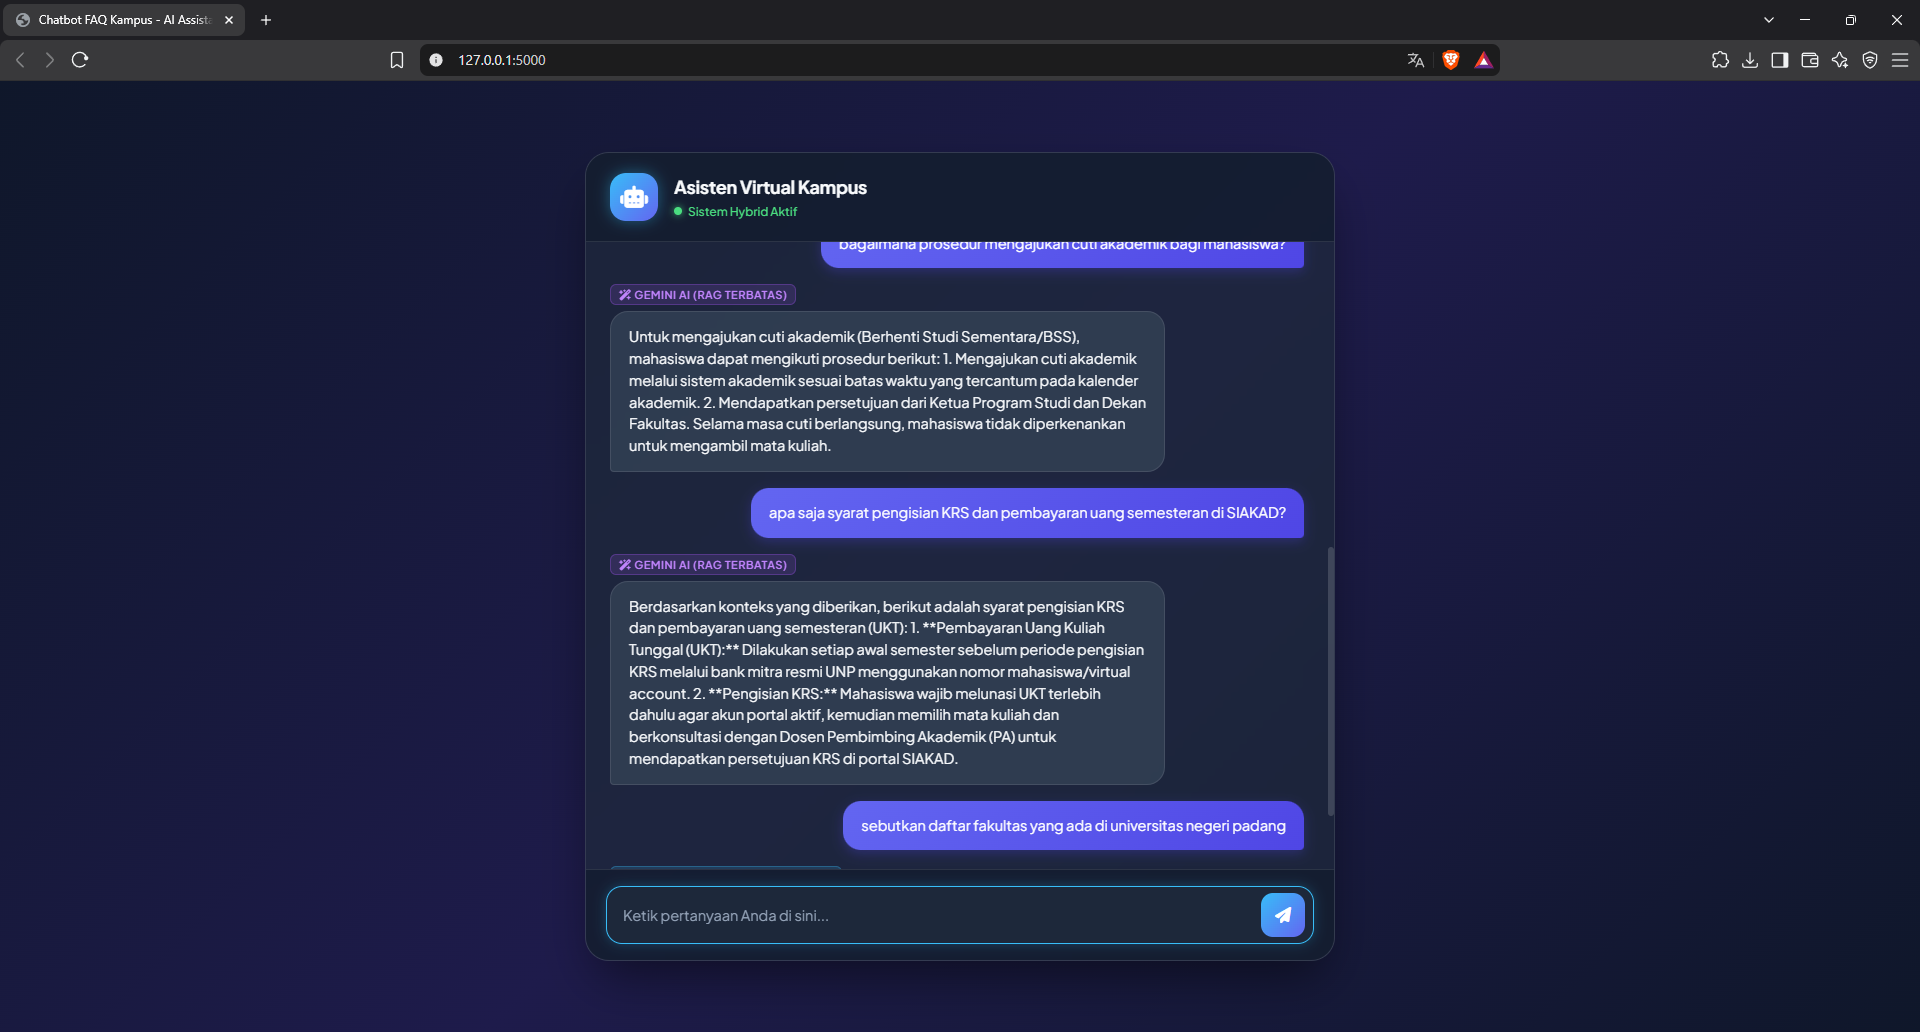 Chatbot FAQ Kampus - AI Assista
127.0.0.1:5000
Asisten Virtual Kampus
Sistem Hybrid Aktif
bagaimana prosedur mengajukan cuti akademik bagi mahasiswa?
GEMINI AI (RAG TERBATAS)
Untuk mengajukan cuti akademik (Berhenti Studi Sementara/BSS),
mahasiswa dapat mengikuti prosedur berikut: 1. Mengajukan cuti akademik
melalui sistem akademik sesuai batas waktu yang tercantum pada kalender
akademik. 2. Mendapatkan persetujuan dari Ketua Program Studi dan Dekan
Fakultas. Selama masa cuti berlangsung, mahasiswa tidak diperkenankan
untuk mengambil mata kuliah.
apa saja syarat pengisian KRS dan pembayaran uang semesteran di SIAKAD?
GEMINI AI (RAG TERBATAS)
Berdasarkan konteks yang diberikan, berikut adalah syarat pengisian KRS
dan pembayaran uang semesteran (UKT): 1. **Pembayaran Uang Kuliah
Tunggal (UKT):** Dilakukan setiap awal semester sebelum periode pengisian
KRS melalui bank mitra resmi UNP menggunakan nomor mahasiswa/virtual
account. 2. **Pengisian KRS:** Mahasiswa wajib melunasi UKT terlebih
dahulu agar akun portal aktif, kemudian memilih mata kuliah dan
berkonsultasi dengan Dosen Pembimbing Akademik (PA) untuk
mendapatkan persetujuan KRS di portal SIAKAD.
sebutkan daftar fakultas yang ada di universitas negeri padang
Ketik pertanyaan Anda di sini...